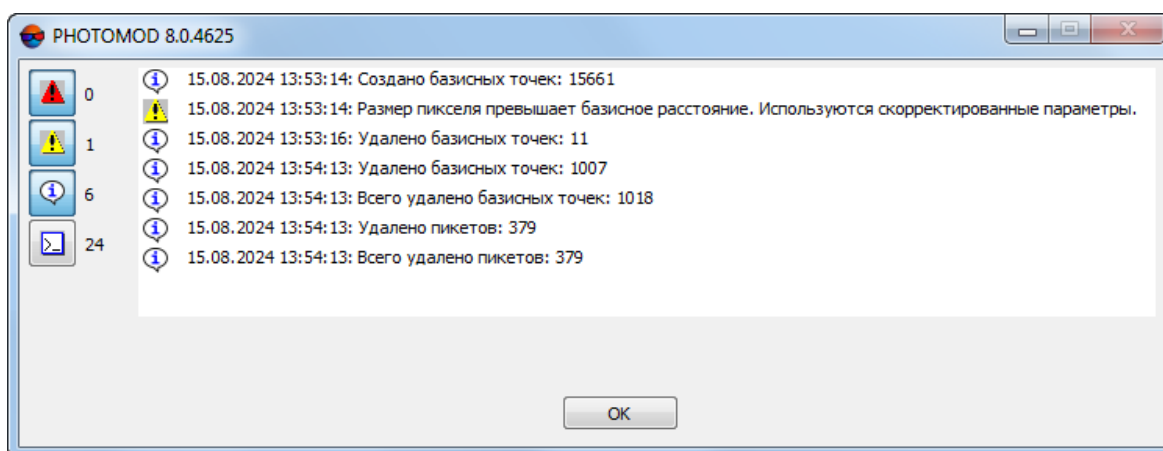 PHOTOMOD 8.0.4625
0
15.08.2024 13:53:14: Создано базисных точек: 15661
15.08.2024 13:53:14: Размер пикселя превышает базисное расстояние. Используются скорректированные параметры.
1
15.08.2024 13:53:16: Удалено базисных точек: 11
15.08.2024 13:54:13: Удалено базисных точек: 1007
6
15.08.2024 13:54:13: Всего удалено базисных точек: 1018
15.08.2024 13:54:13: Удалено пикетов: 379
24
15.08.2024 13:54:13: Всего удалено пикетов: 379
OK